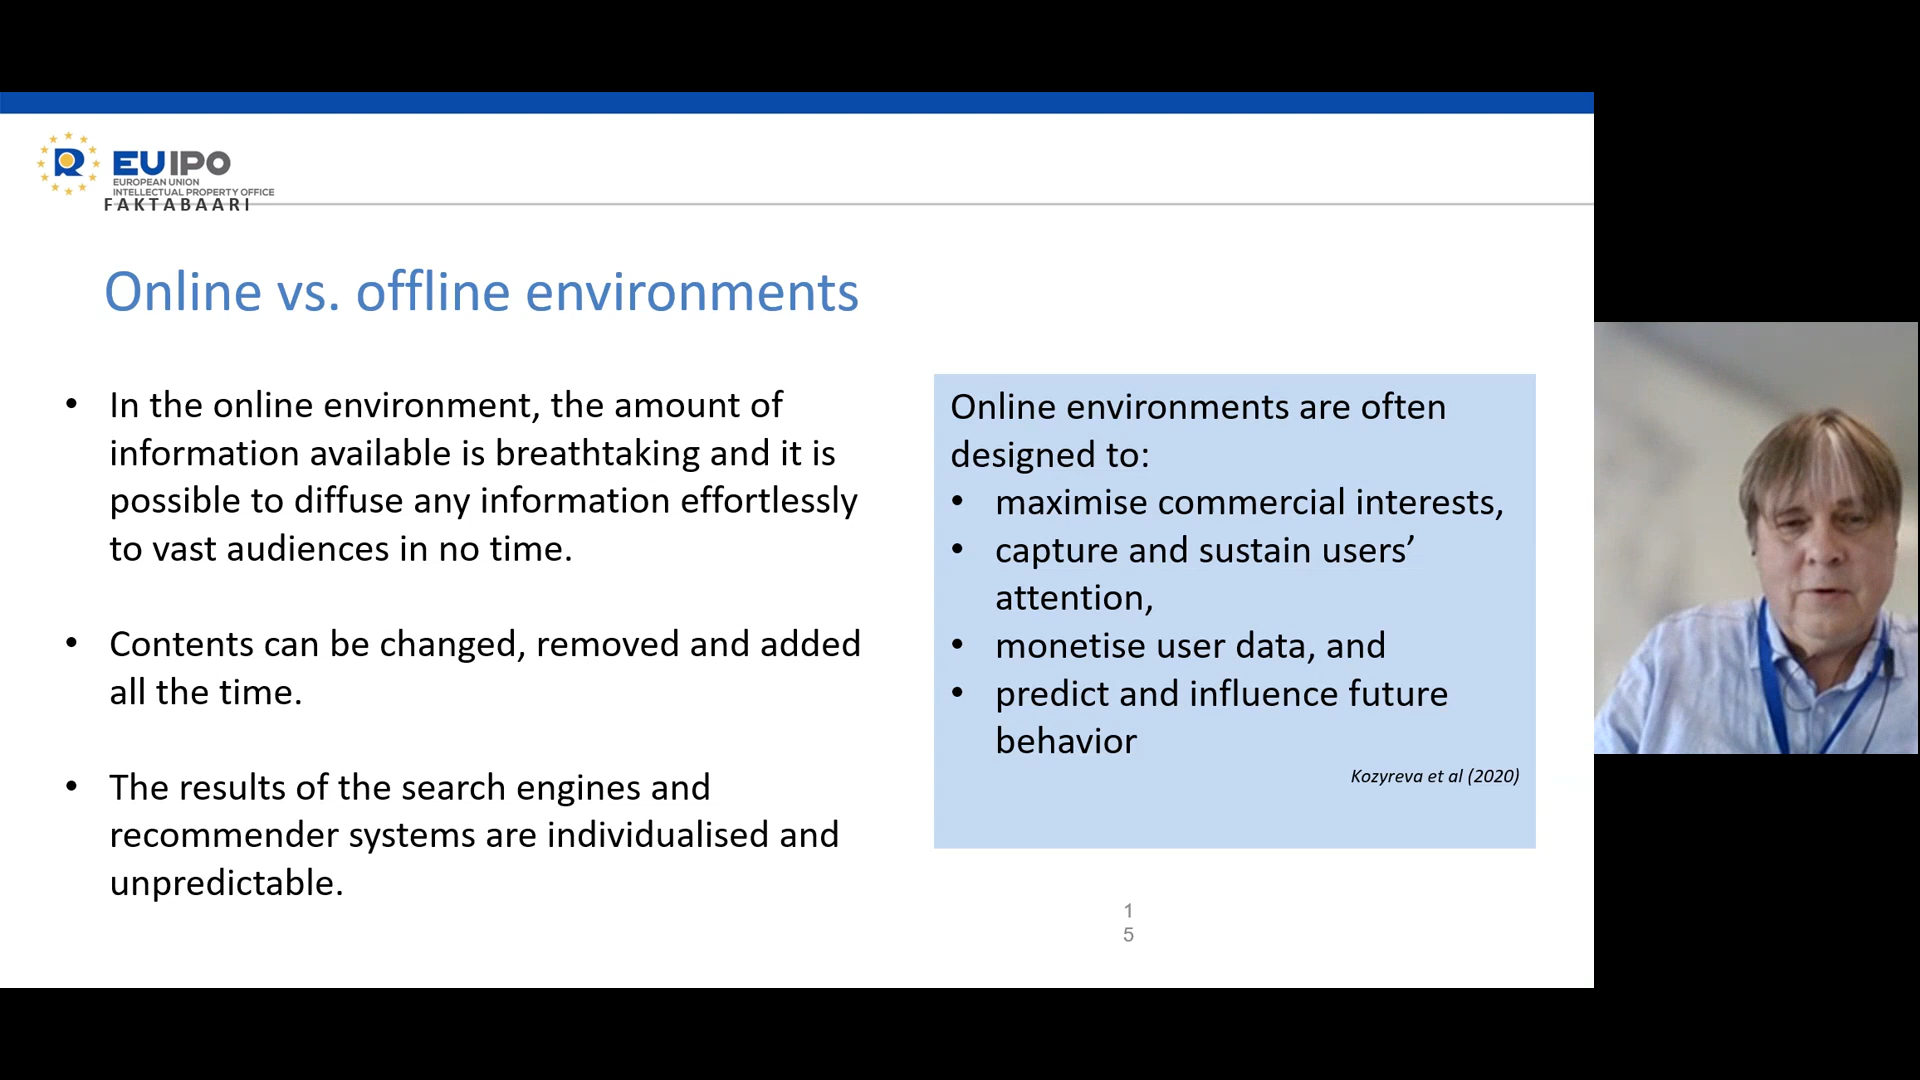 R
EUIPO
EUROPEAN UNION
INTELLECTUAL PROPERTY OFFICE
FAKTABAARI
Online vs. offline environments
• In the online environment, the amount of
information available is breathtaking and it is
possible to diffuse any information effortlessly
to vast audiences in no time.
• Contents can be changed, removed and added
all the time.
• The results of the search engines and
recommender systems are individualised and
unpredictable.
Online environments are often
designed to:
• maximise commercial interests,
• capture and sustain users’
attention,
• monetise user data, and
• predict and influence future
behavior
Kozyreva et al (2020)
1
5